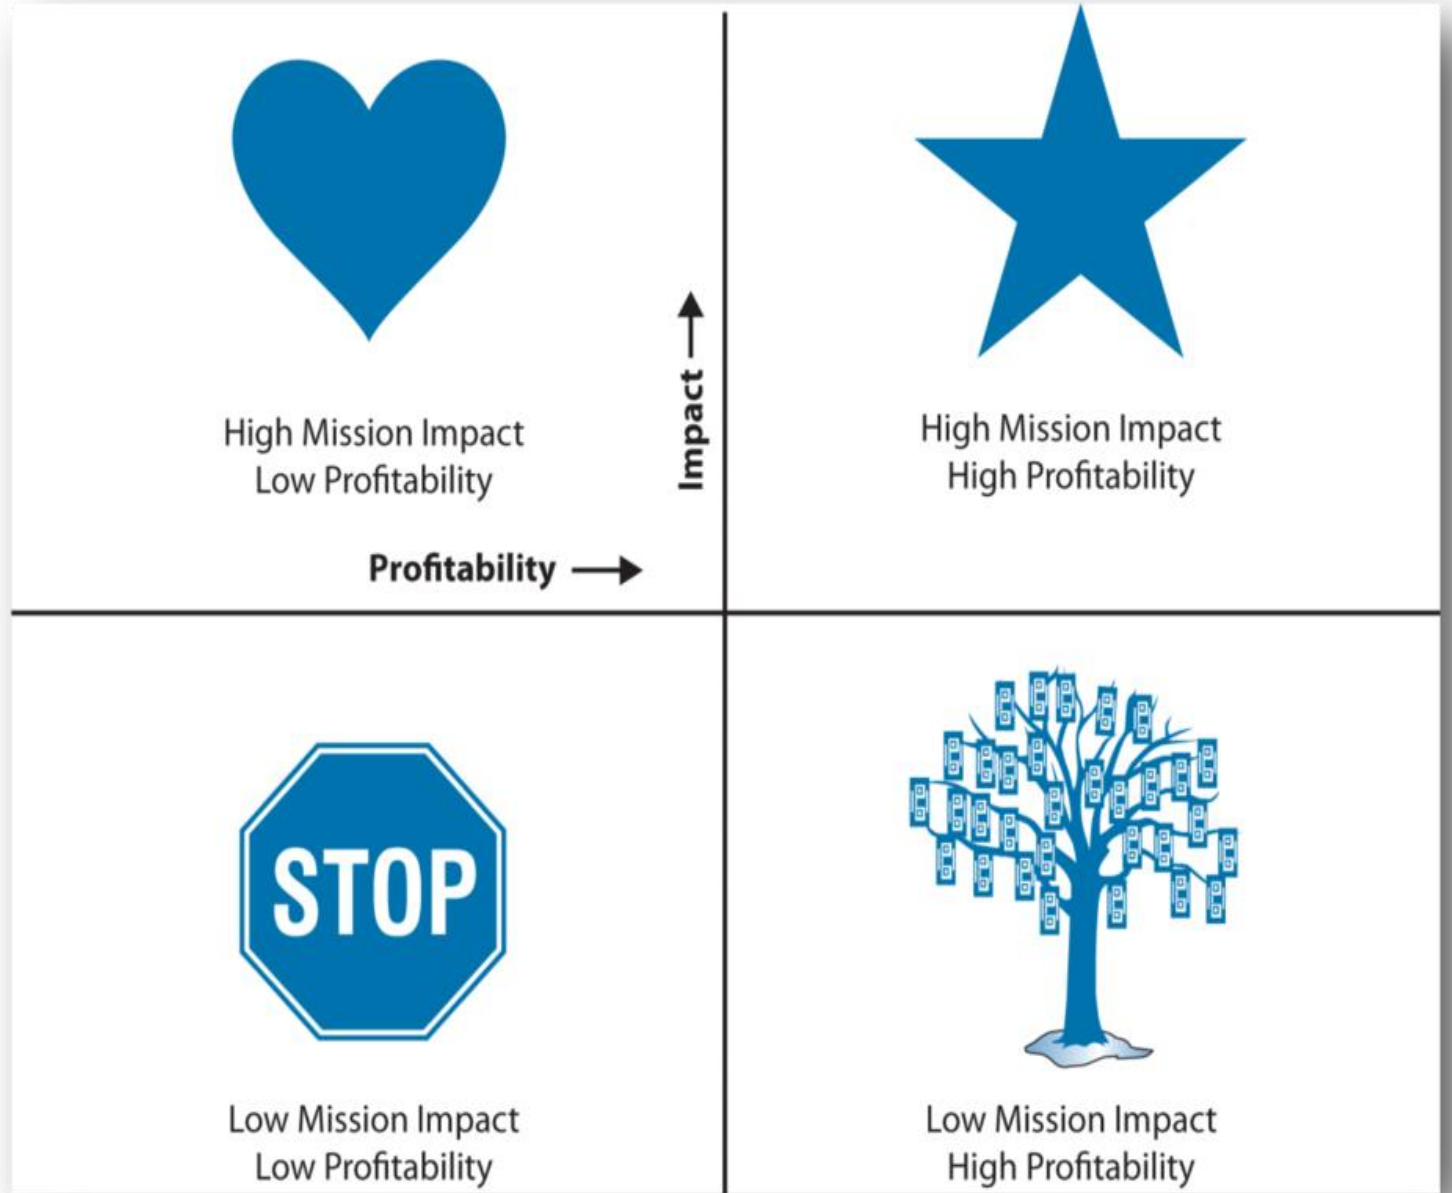 High Mission Impact
Low Profitability
Impact
Profitability
High Mission Impact
High Profitability
STOP
Low Mission Impact
Low Profitability
Low Mission Impact
High Profitability